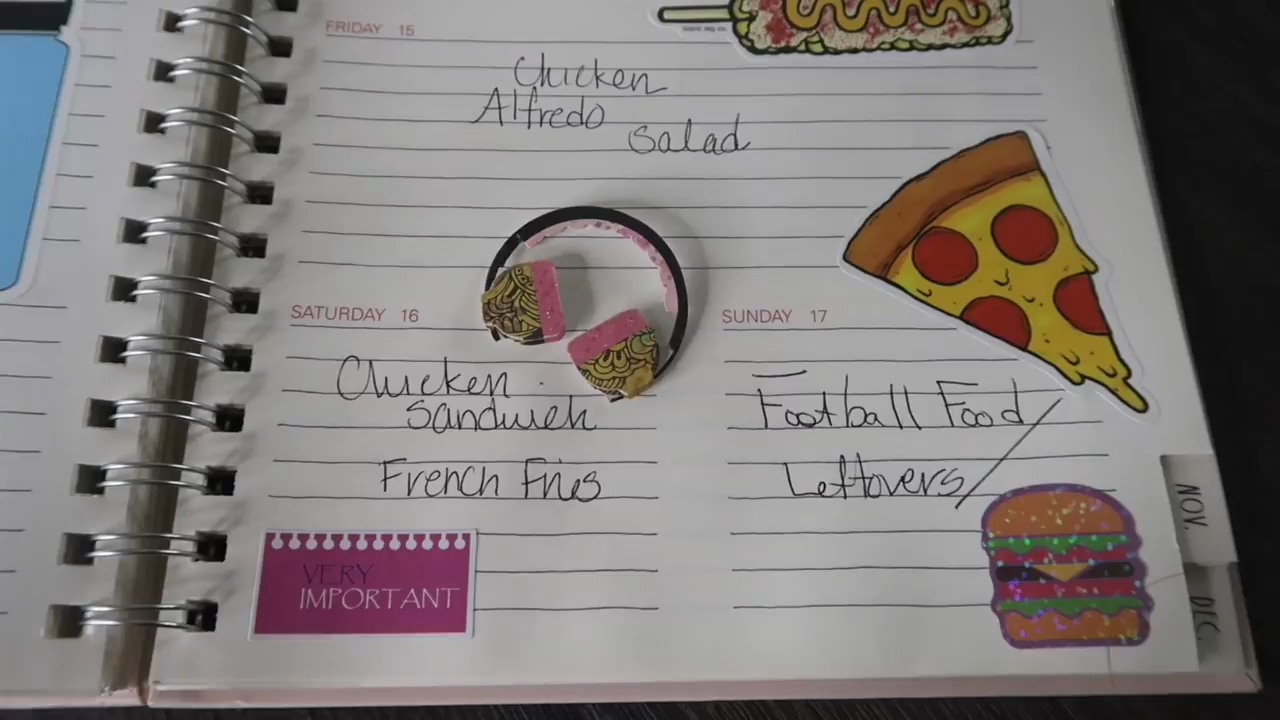 FRIDAY 15
Chicken
Alfredo
Salad
SATURDAY 16
SUNDAY 17
Chicken
Sandwich
French Fries
Football Food/
Leftovers
VERY
IMPORTANT
NOV.
DEC.